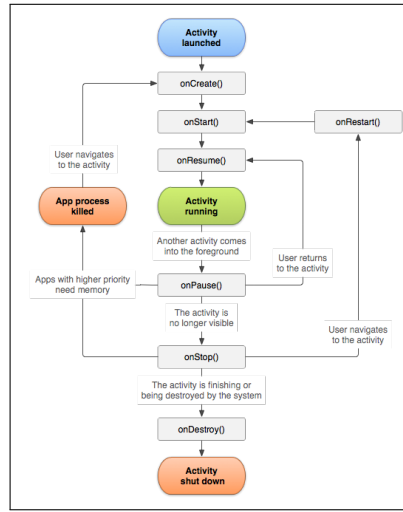 Activity
launched
onCreate()
onStart()
onRestart()
User navigates
to the activity
onResume()
App process
killed
Activity
running
Another activity comes
into the foreground
User returns
to the activity
Apps with higher priority
need memory
onPause()
The activity is
no longer visible
User navigates
to the activity
onStop()
The activity is finishing or
being destroyed by the system
onDestroy()
Activity
shut down